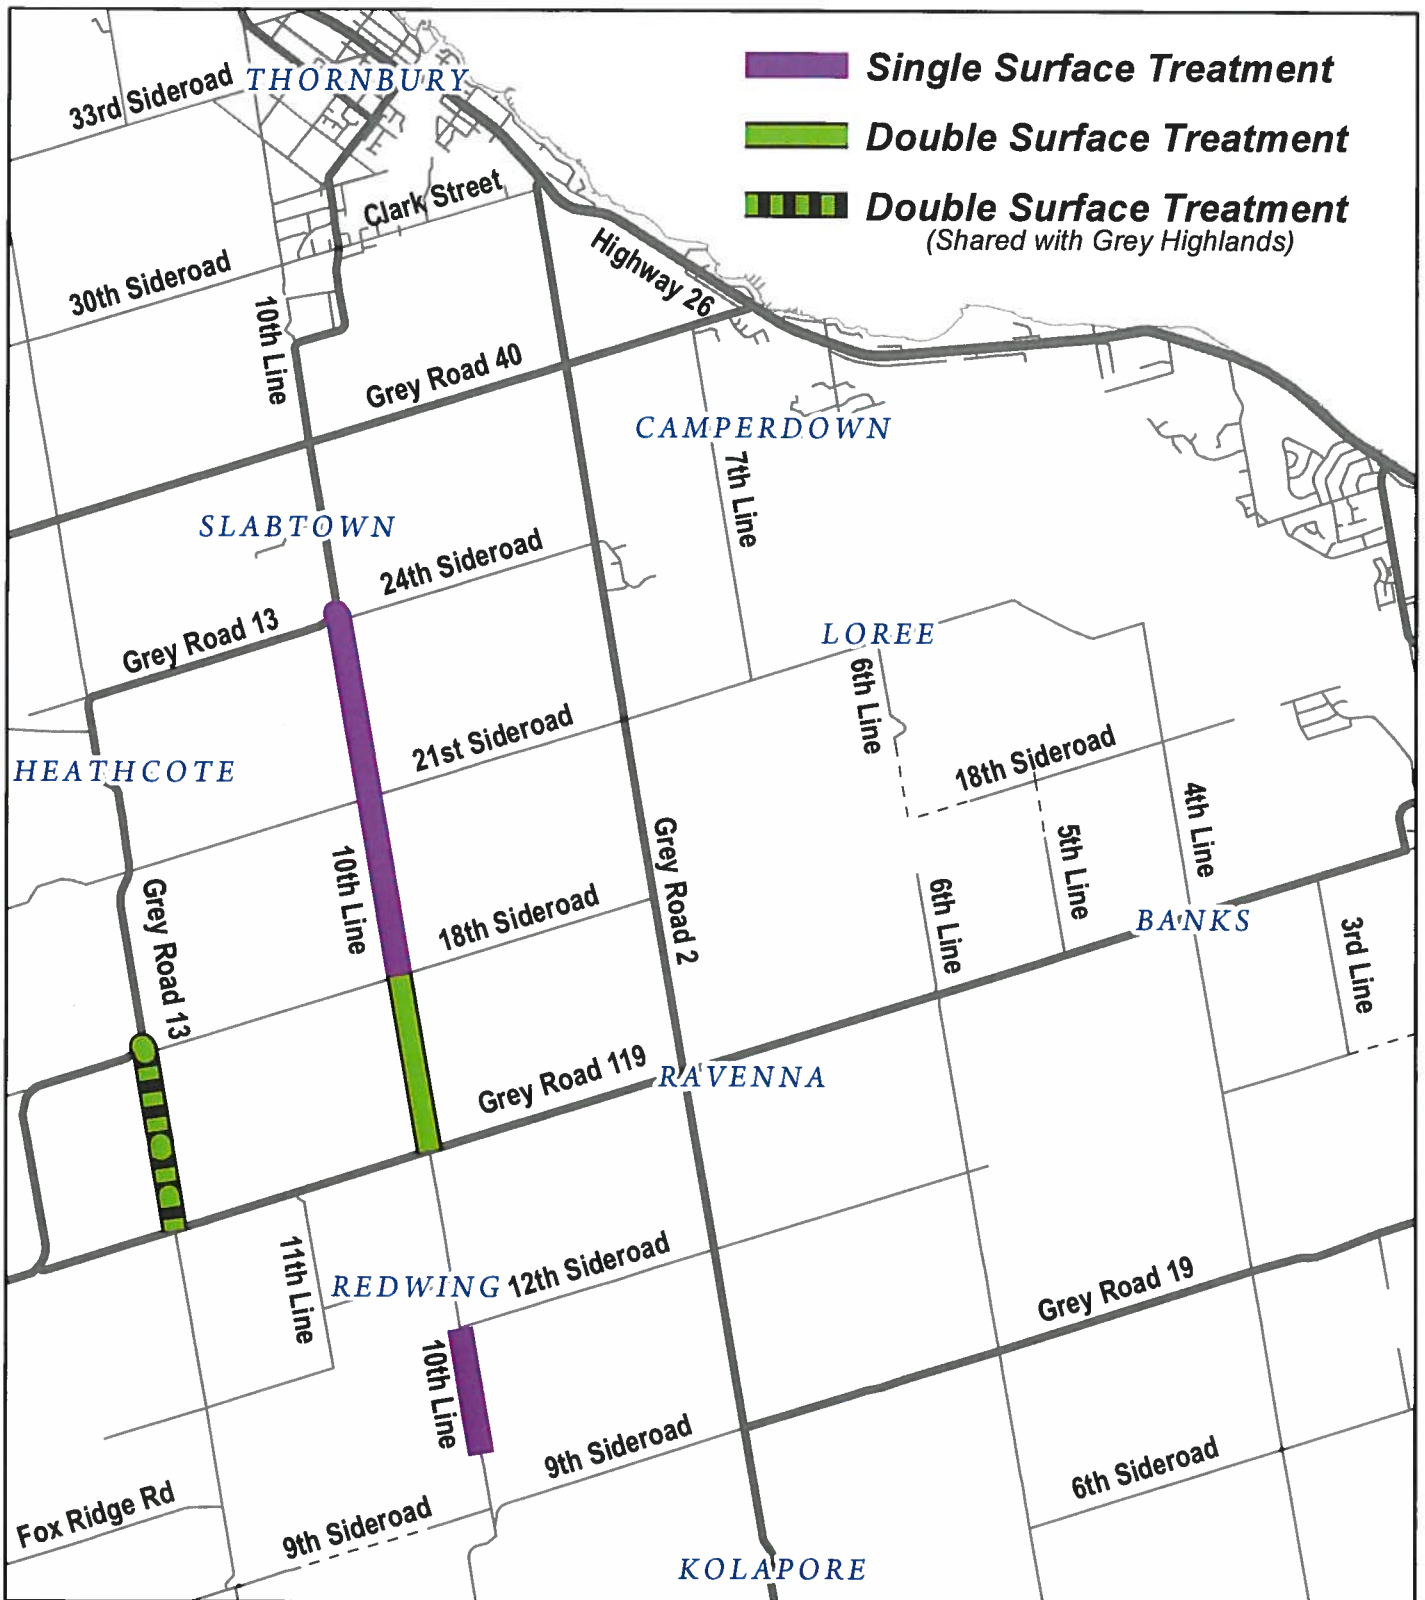 Single Surface Treatment
Double Surface Treatment
Double Surface Treatment
(Shared with Grey Highlands)
THORNBURY
33rd Sideroad
Clark Street
30th Sideroad
Highway 26
10th Line
Grey Road 40
CAMPERDOWN
7th Line
SLABTOWN
24th Sideroad
Grey Road 13
LOREE
6th Line
21st Sideroad
18th Sideroad
HEATHCOTE
4th Line
5th Line
Grey Road 2
10th Line
Grey Road 13
18th Sideroad
6th Line
BANKS
3rd Line
Grey Road 119
RAVENNA
11th Line
REDWING
12th Sideroad
Grey Road 19
10th Line
9th Sideroad
6th Sideroad
Fox Ridge Rd
9th Sideroad
KOLAPORE